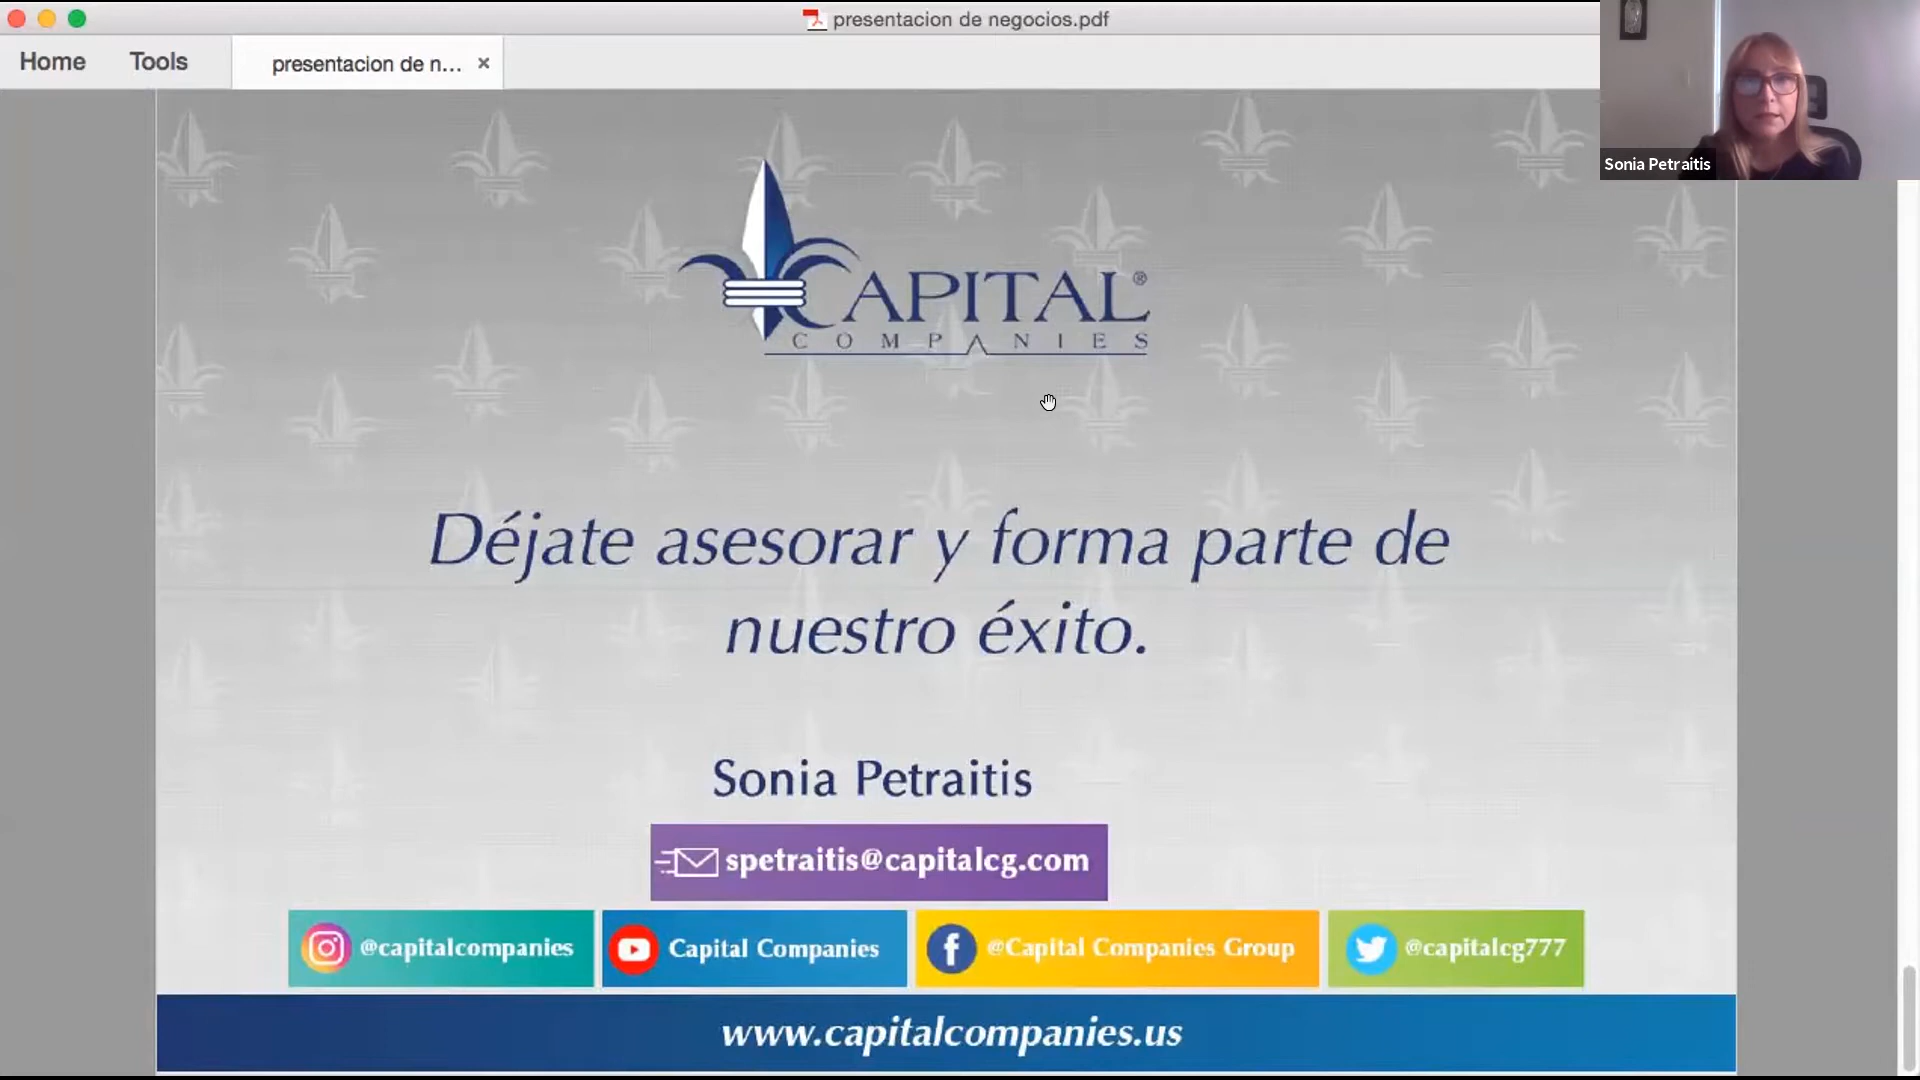 presentacion de negocios.pdf
Home
Tools
presentacion de n...
Sonia Petraitis
CAPITAL®
COMPANIES
Déjate asesorar y forma parte de
nuestro éxito.
Sonia Petraitis
spetraitis@capitalcg.com
@capitalcompanies
Capital Companies
@Capital Companies Group
@capitalcg777
www.capitalcompanies.us